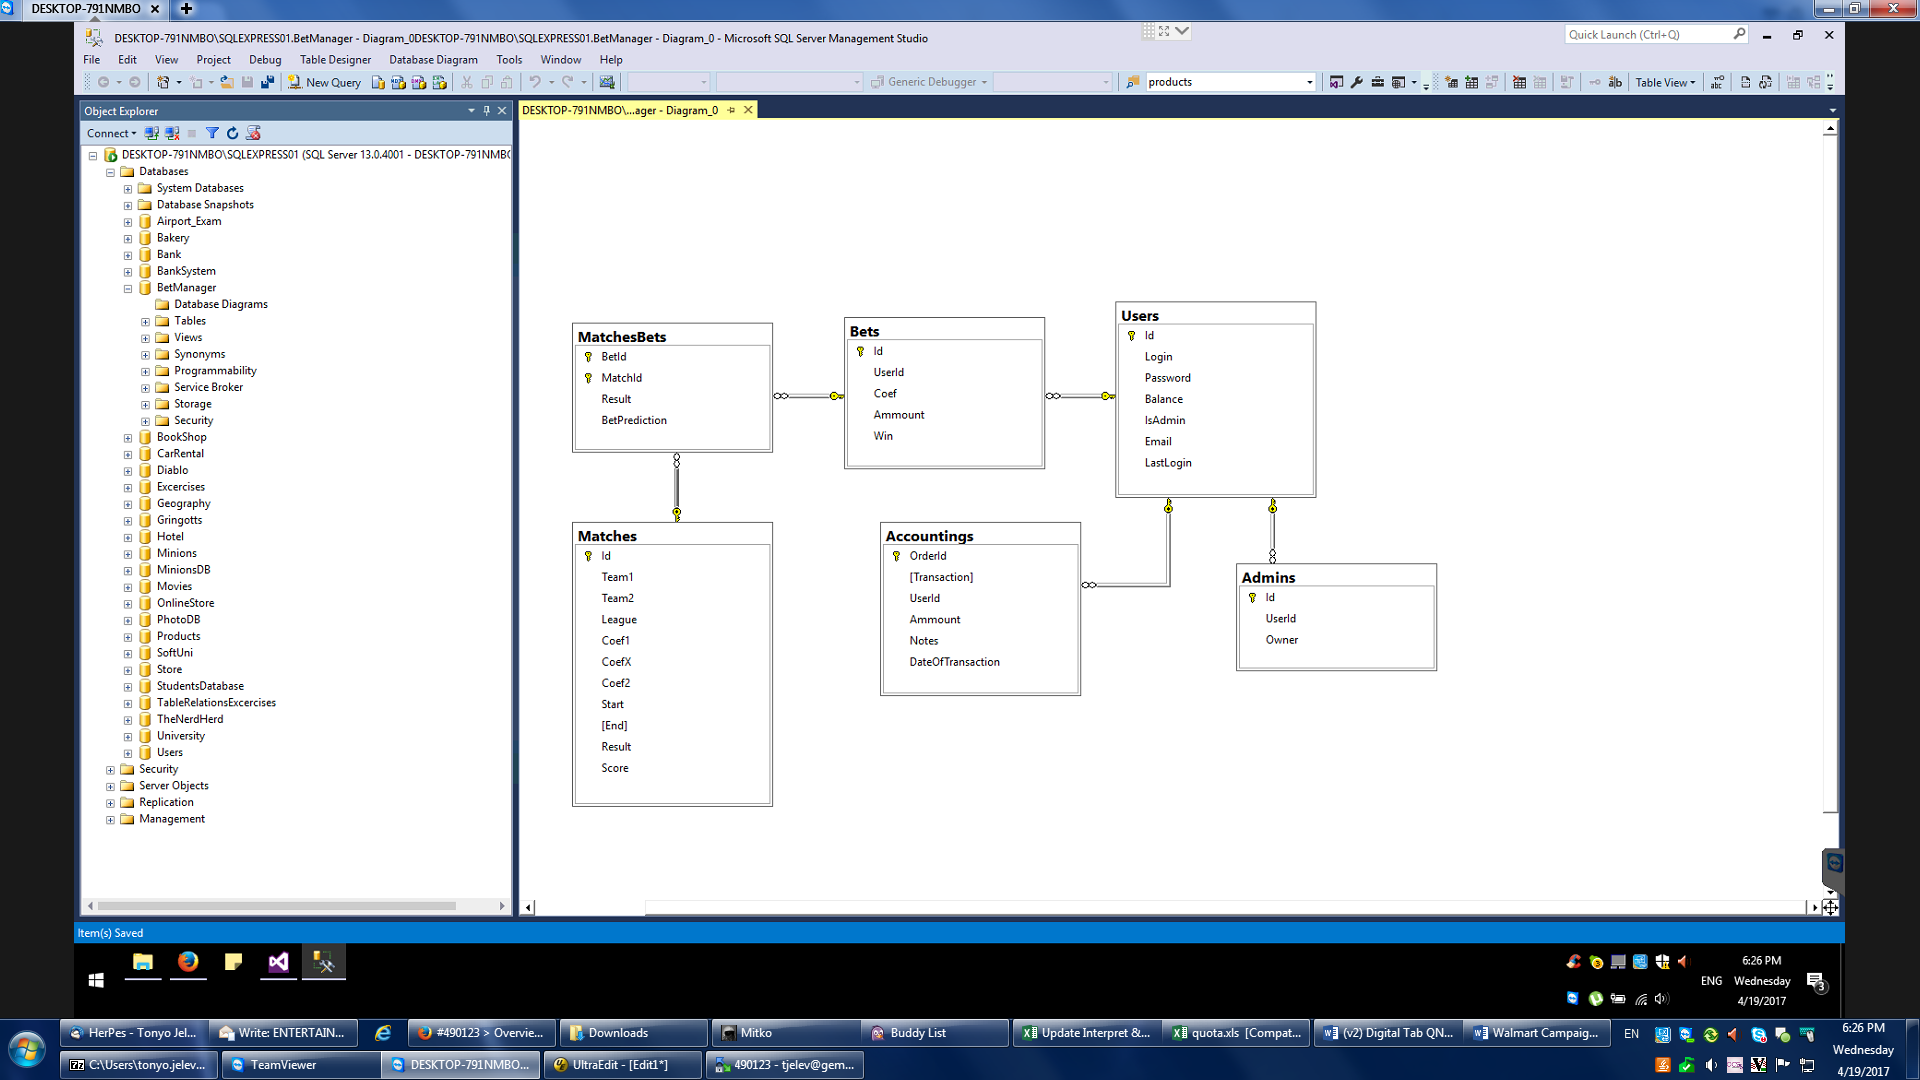 DESKTOP-791NMBO
DESKTOP-791NMBO\SQLEXPRESS01.BetManager - Diagram_0DESKTOP-791NMBO\SQLEXPRESS01.BetManager - Diagram_0 - Microsoft SQL Server Management Studio
Quick Launch (Ctrl+Q)
File Edit View Project Debug Table Designer Database Diagram Tools Window Help
New Query
Generic Debugger
products
Table View
Object Explorer
DESKTOP-791NMBO\...ager - Diagram_0
Connect
DESKTOP-791NMBO\SQLEXPRESS01 (SQL Server 13.0.4001 - DESKTOP-791NMBO
Databases
System Databases
Database Snapshots
Airport_Exam
Bakery
Bank
BankSystem
BetManager
Database Diagrams
Tables
Views
Synonyms
Programmability
Service Broker
Storage
Security
BookShop
CarRental
Diablo
Excercises
Geography
Gringotts
Hotel
Minions
MinionsDB
Movies
OnlineStore
PhotoDB
Products
SoftUni
Store
StudentsDatabase
TableRelationsExcercises
TheNerdHerd
University
Users
Security
Server Objects
Replication
Management
MatchesBets
BetId
MatchId
Result
BetPrediction
Bets
Id
UserId
Coef
Ammount
Win
Users
Id
Login
Password
Balance
IsAdmin
Email
LastLogin
Matches
Id
Team1
Team2
League
Coef1
CoefX
Coef2
Start
[End]
Result
Score
Accountings
OrderId
[Transaction]
UserId
Ammount
Notes
DateOfTransaction
Admins
Id
UserId
Owner
Item(s) Saved
6:26 PM
ENG Wednesday
4/19/2017
3
HerPes - Tonyo Jel...
Write: ENTERTAIN...
#490123 > Overvie...
Downloads
Mitko
Buddy List
Update Interpret &...
quota.xls [Compat...
(v2) Digital Tab QN...
Walmart Campaig...
EN
6:26 PM
Wednesday
4/19/2017
C:\Users\tonyo.jelev...
TeamViewer
DESKTOP-791NMBO...
UltraEdit - [Edit1*]
490123 - tjelev@gem...